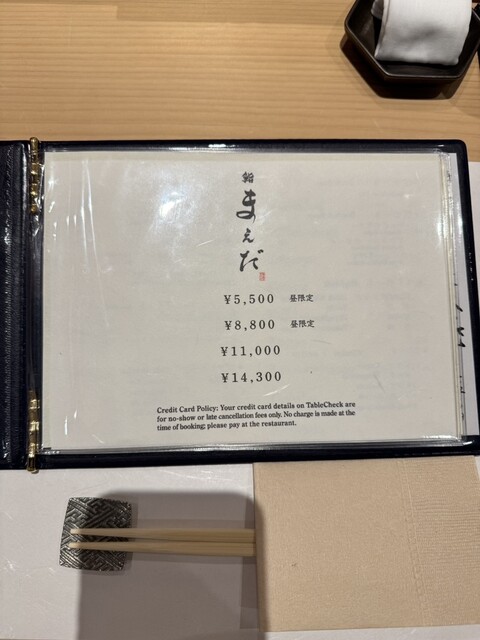 鮨
まえだ
¥5,500 昼限定
¥8,800 昼限定
¥11,000
¥14,300
Credit Card Policy: Your credit card details on TableCheck are
for no-show or late cancellation fees only. No charge is made at the
time of booking; please pay at the restaurant.